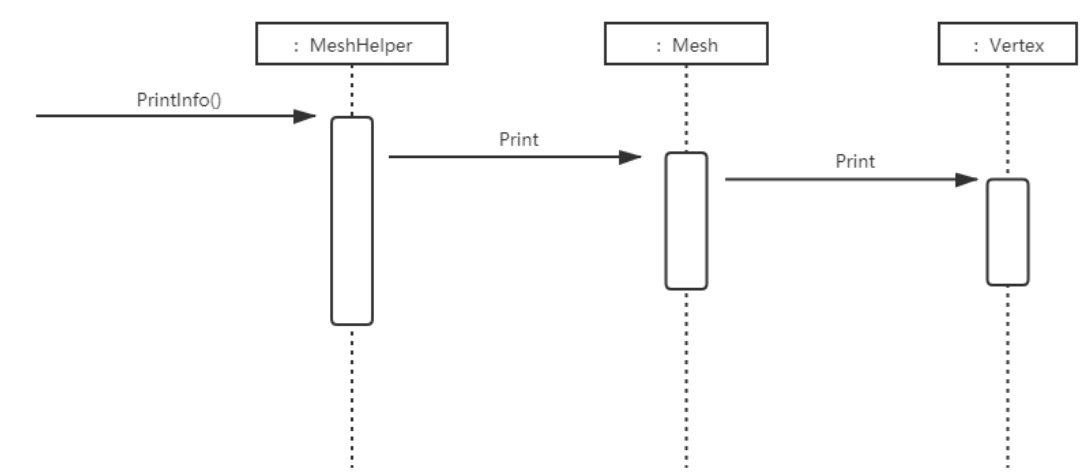 : MeshHelper
: Mesh
: Vertex
PrintInfo()
Print
Print